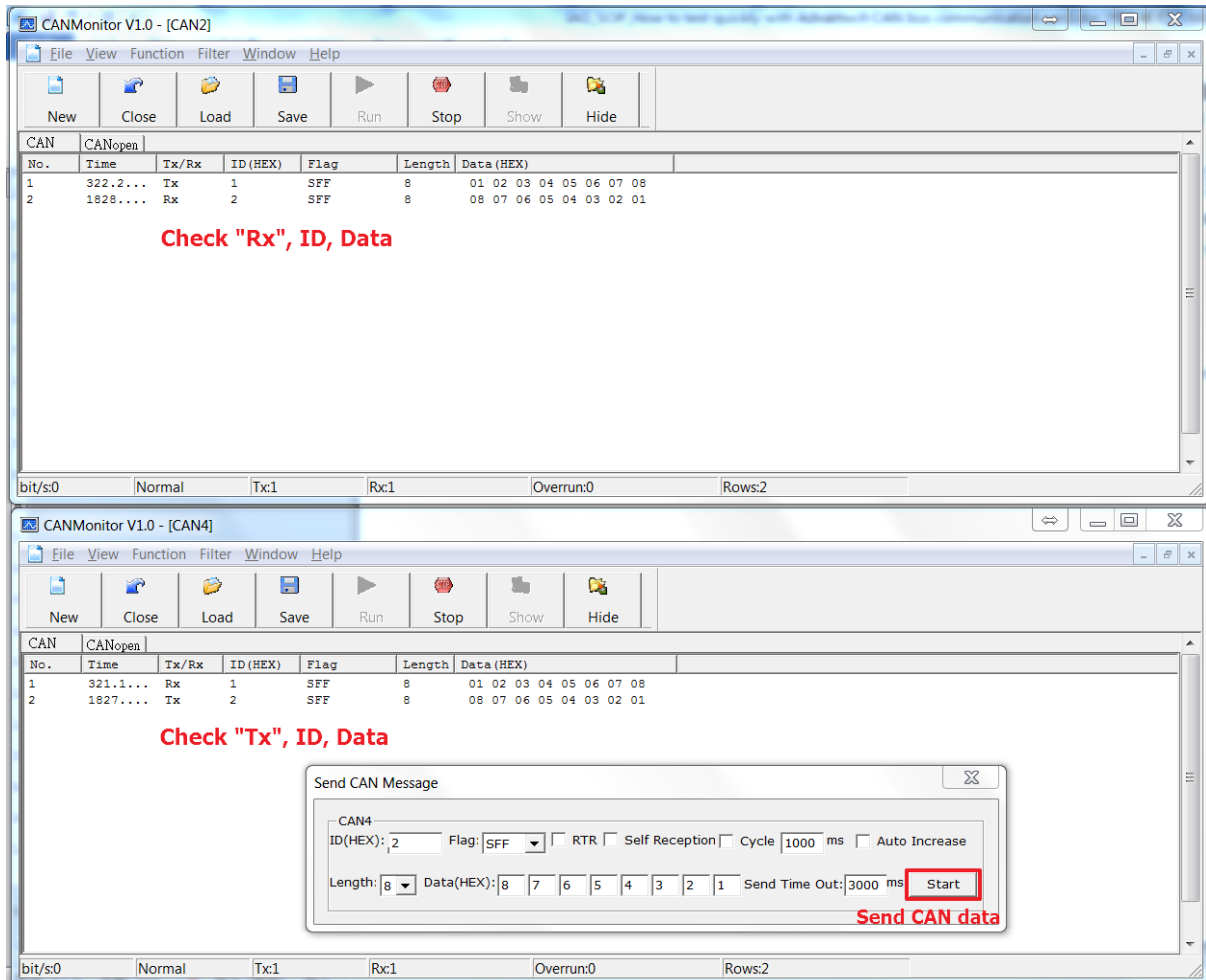 IAG_SOP_How to test quickly with Advantech CAN bus communication
CANMonitor V1.0 - [CAN2]
File View Function Filter Window Help
New Close Load Save Run Stop Show Hide
CAN CANopen
No. Time Tx/Rx ID(HEX) Flag Length Data(HEX)
1 322.2... Tx 1 SFF 8 01 02 03 04 05 06 07 08
2 1828.... Rx 2 SFF 8 08 07 06 05 04 03 02 01
Check "Rx", ID, Data
bit/s:0 Normal Tx:1 Rx:1 Overrun:0 Rows:2
CANMonitor V1.0 - [CAN4]
File View Function Filter Window Help
New Close Load Save Run Stop Show Hide
CAN CANopen
No. Time Tx/Rx ID(HEX) Flag Length Data(HEX)
1 321.1... Rx 1 SFF 8 01 02 03 04 05 06 07 08
2 1827.... Tx 2 SFF 8 08 07 06 05 04 03 02 01
Check "Tx", ID, Data
Send CAN Message
CAN4
ID(HEX): 2 Flag: SFF RTR Self Reception Cycle 1000 ms Auto Increase
Length: 8 Data(HEX): 8 7 6 5 4 3 2 1 Send Time Out: 3000 ms Start
Send CAN data
bit/s:0 Normal Tx:1 Rx:1 Overrun:0 Rows:2